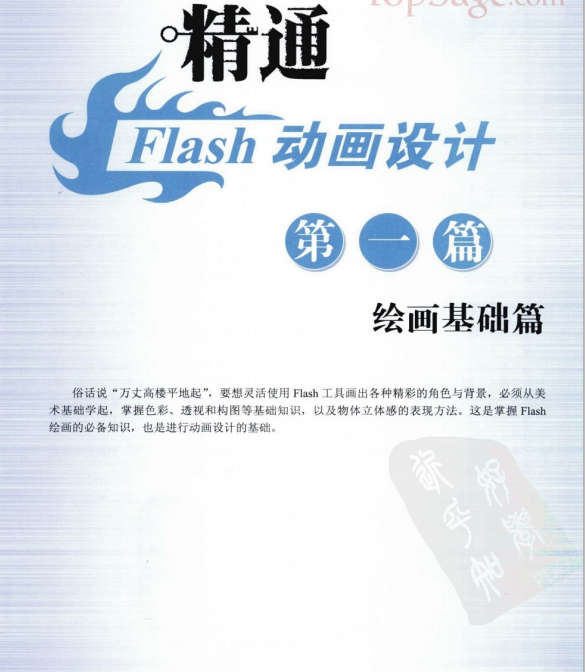 TopSage.com
精通
Flash 动画设计
第一篇
绘画基础篇
俗话说“万丈高楼平地起”，要想灵活使用 Flash 工具画出各种精彩的角色与背景，必须从美
术基础学起，掌握色彩、透视和构图等基础知识，以及物体立体感的表现方法。这是掌握 Flash
绘画的必备知识，也是进行动画设计的基础。